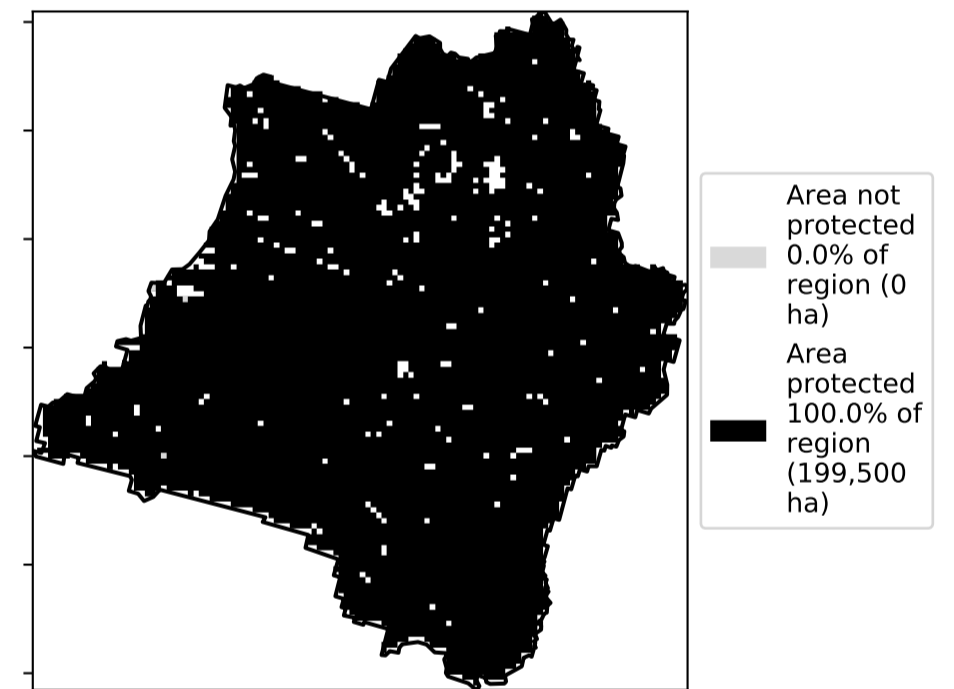 Area not
protected
0.0% of
region (0
ha)
Area
protected
100.0% of
region
(199,500
ha)